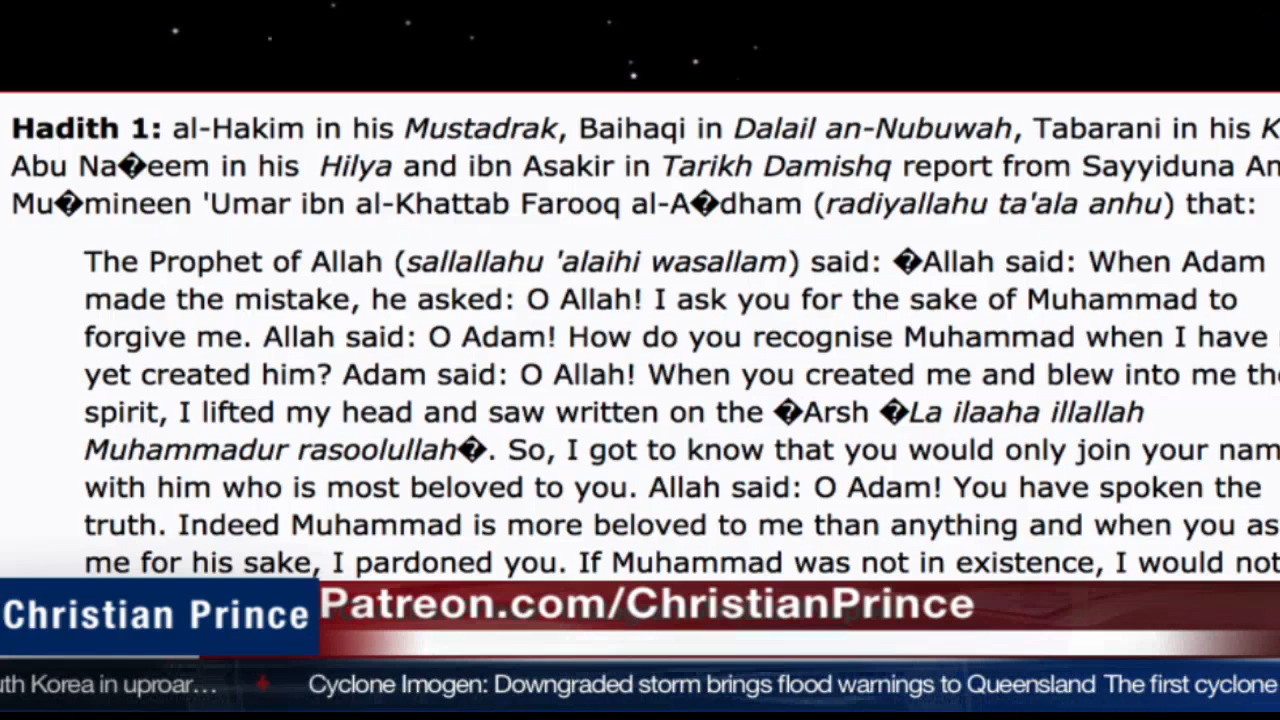 Hadith 1: al-Hakim in his Mustadrak, Baihaqi in Dalail an-Nubuwah, Tabarani in his
Abu Na�eem in his Hilya and ibn Asakir in Tarikh Damishq report from Sayyiduna
Mu�mineen 'Umar ibn al-Khattab Farooq al-A�dham (radiyallahu ta'ala anhu) that:
The Prophet of Allah (sallallahu 'alaihi wasallam) said: �Allah said: When Adam
made the mistake, he asked: O Allah! I ask you for the sake of Muhammad to
forgive me. Allah said: O Adam! How do you recognise Muhammad when I have
yet created him? Adam said: O Allah! When you created me and blew into me
spirit, I lifted my head and saw written on the �Arsh �La ilaaha illallah
Muhammadur rasoolullah�. So, I got to know that you would only join your
with him who is most beloved to you. Allah said: O Adam! You have spoken the
truth. Indeed Muhammad is more beloved to me than anything and when you
me for his sake, I pardoned you. If Muhammad was not in existence, I would not
Christian Prince
Patreon.com/ChristianPrince
Korea in uproar… Cyclone Imogen: Downgraded storm brings flood warnings to Queensland The first cyclone